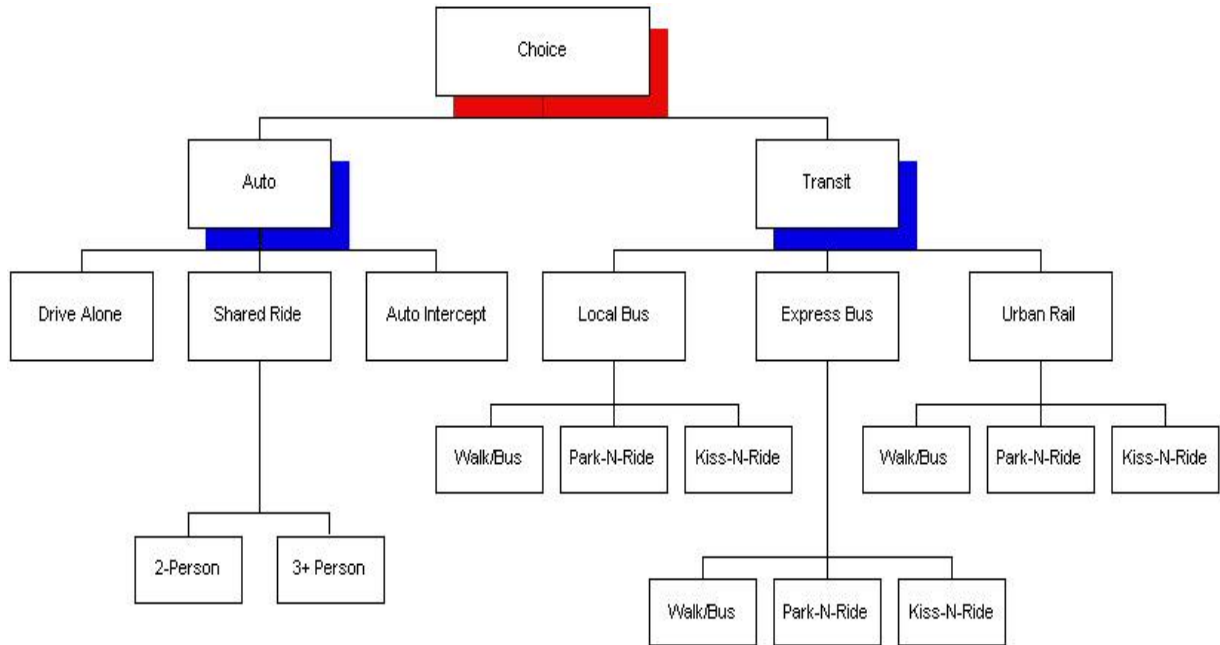 Choice
Auto
Transit
Drive Alone
Shared Ride
Auto Intercept
Local Bus
Express Bus
Urban Rail
Walk/Bus
Park-N-Ride
Kiss-N-Ride
Walk/Bus
Park-N-Ride
Kiss-N-Ride
2-Person
3+ Person
Walk/Bus
Park-N-Ride
Kiss-N-Ride